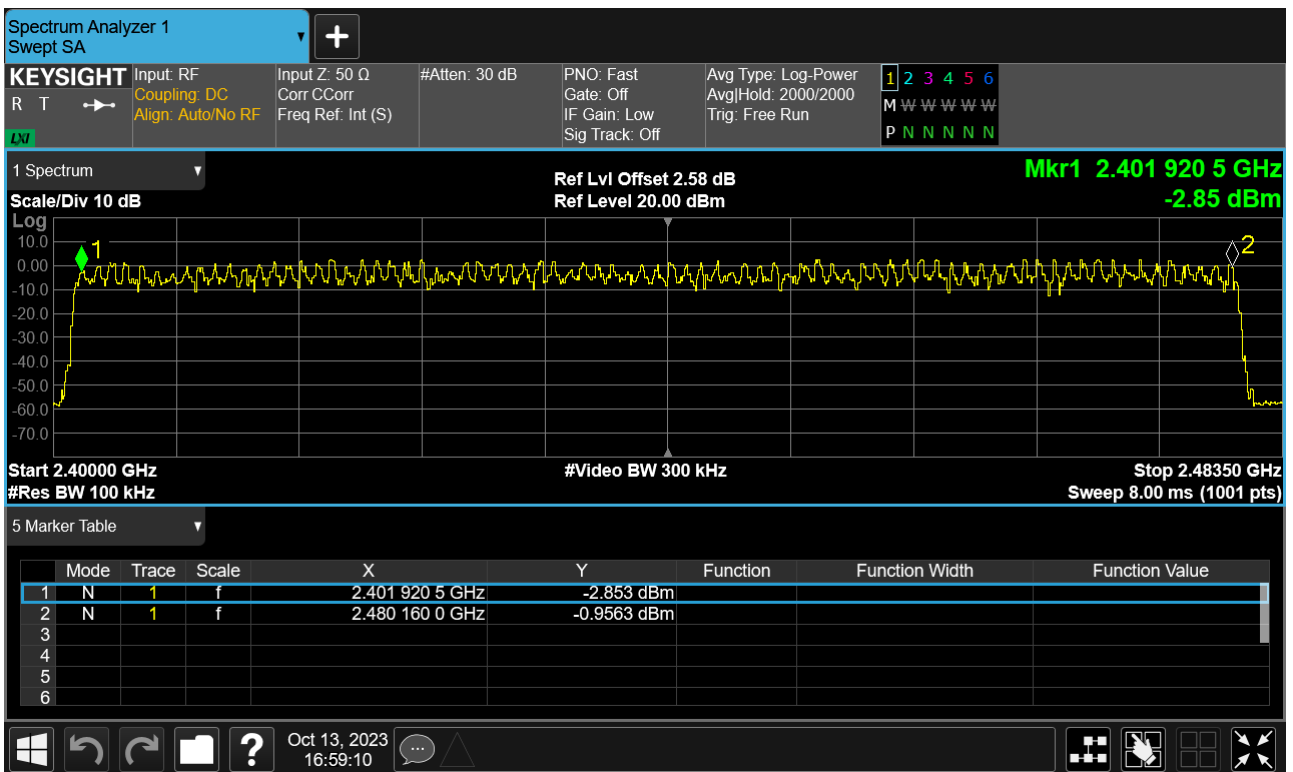 Spectrum Analyzer 1
Swept SA
KEYSIGHT
R T
LXI
Input: RF
Coupling: DC
Align: Auto/No RF
Input Z: 50 Ω
Corr CCorr
Freq Ref: Int (S)
#Atten: 30 dB
PNO: Fast
Gate: Off
IF Gain: Low
Sig Track: Off
Avg Type: Log-Power
Avg|Hold: 2000/2000
Trig: Free Run
1 2 3 4 5 6
M W W W W W
P N N N N N
1 Spectrum
Scale/Div 10 dB
Ref Lvl Offset 2.58 dB
Ref Level 20.00 dBm
Mkr1 2.401 920 5 GHz
-2.85 dBm
Log
10.0
0.00
-10.0
-20.0
-30.0
-40.0
-50.0
-60.0
-70.0
1
2
Start 2.40000 GHz
#Res BW 100 kHz
#Video BW 300 kHz
Stop 2.48350 GHz
Sweep 8.00 ms (1001 pts)
5 Marker Table
Mode Trace Scale X Y Function Function Width Function Value
1 N 1 f 2.401 920 5 GHz -2.853 dBm
2 N 1 f 2.480 160 0 GHz -0.9563 dBm
3
4
5
6
?
Oct 13, 2023
16:59:10